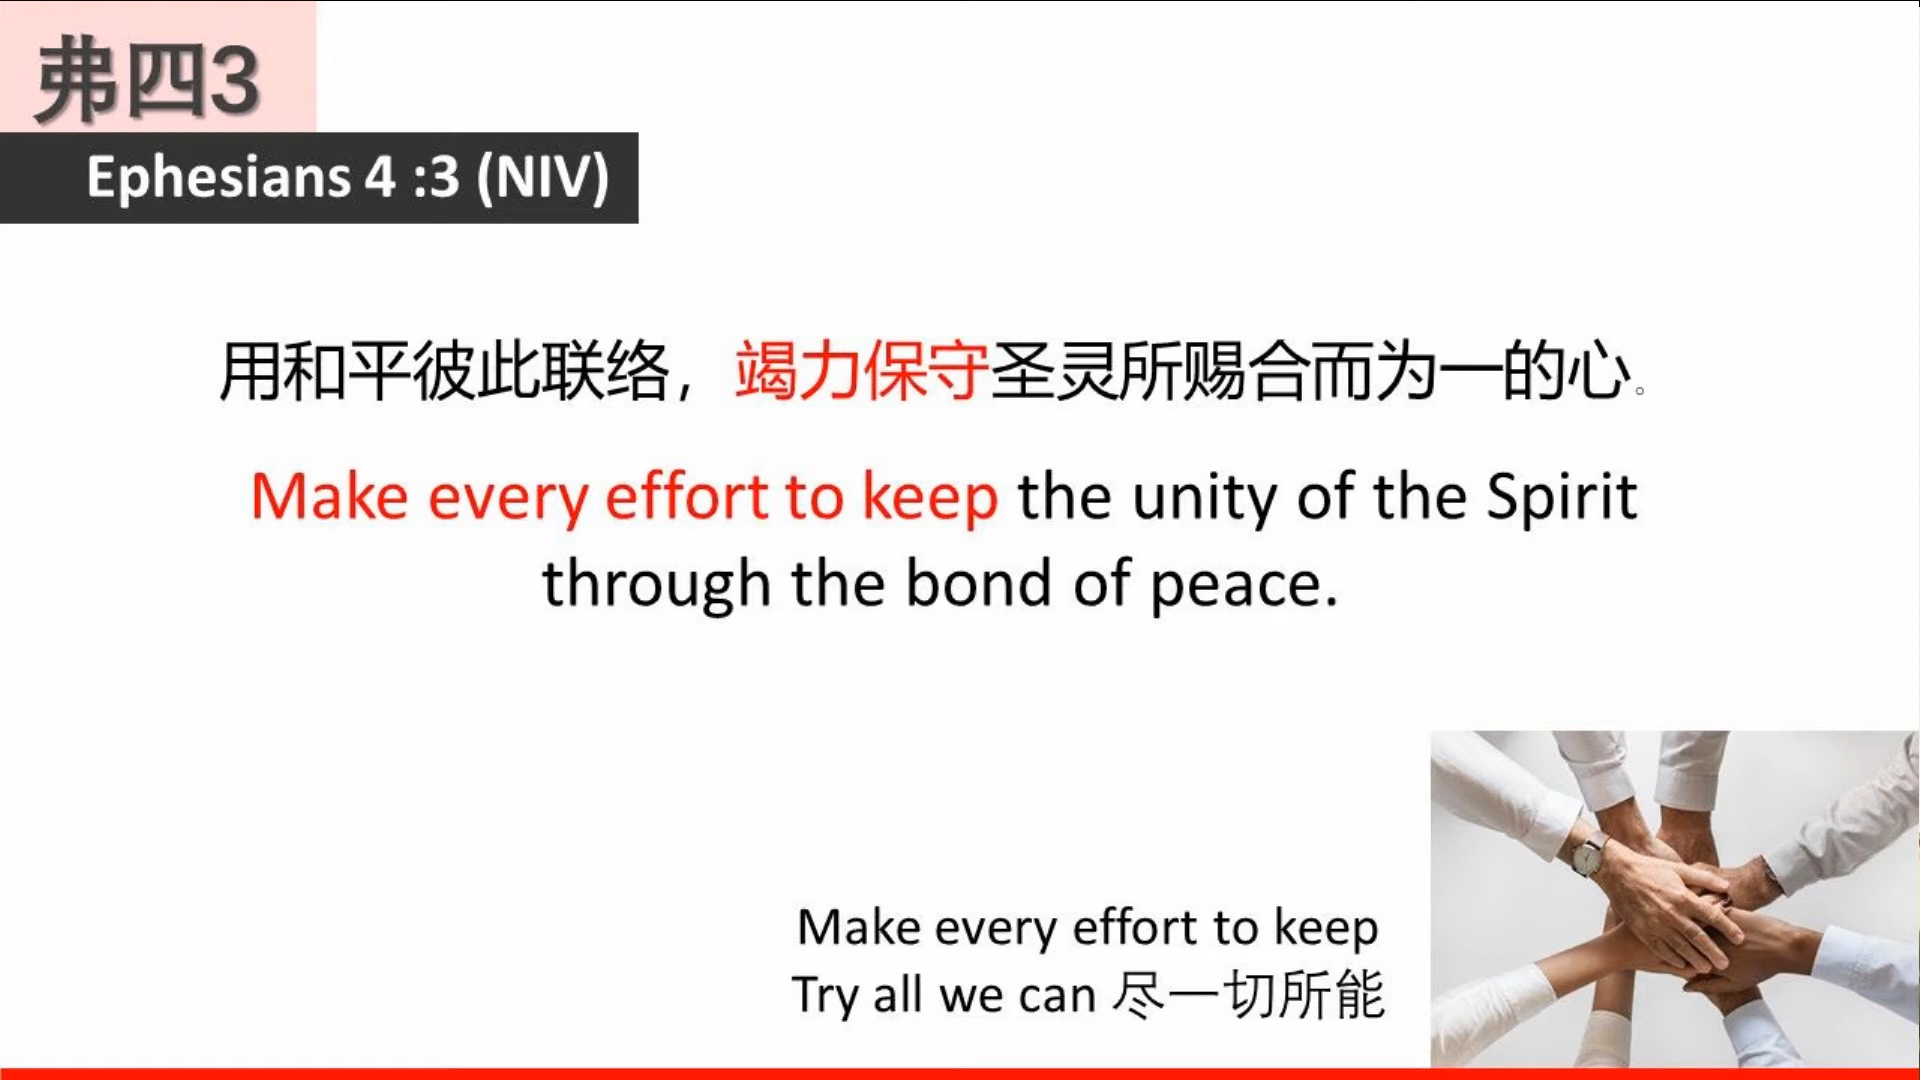 弗四3
Ephesians 4 :3 (NIV)
用和平彼此联络，竭力保守圣灵所赐合而为一的心。
Make every effort to keep the unity of the Spirit
through the bond of peace.
Make every effort to keep
Try all we can 尽一切所能